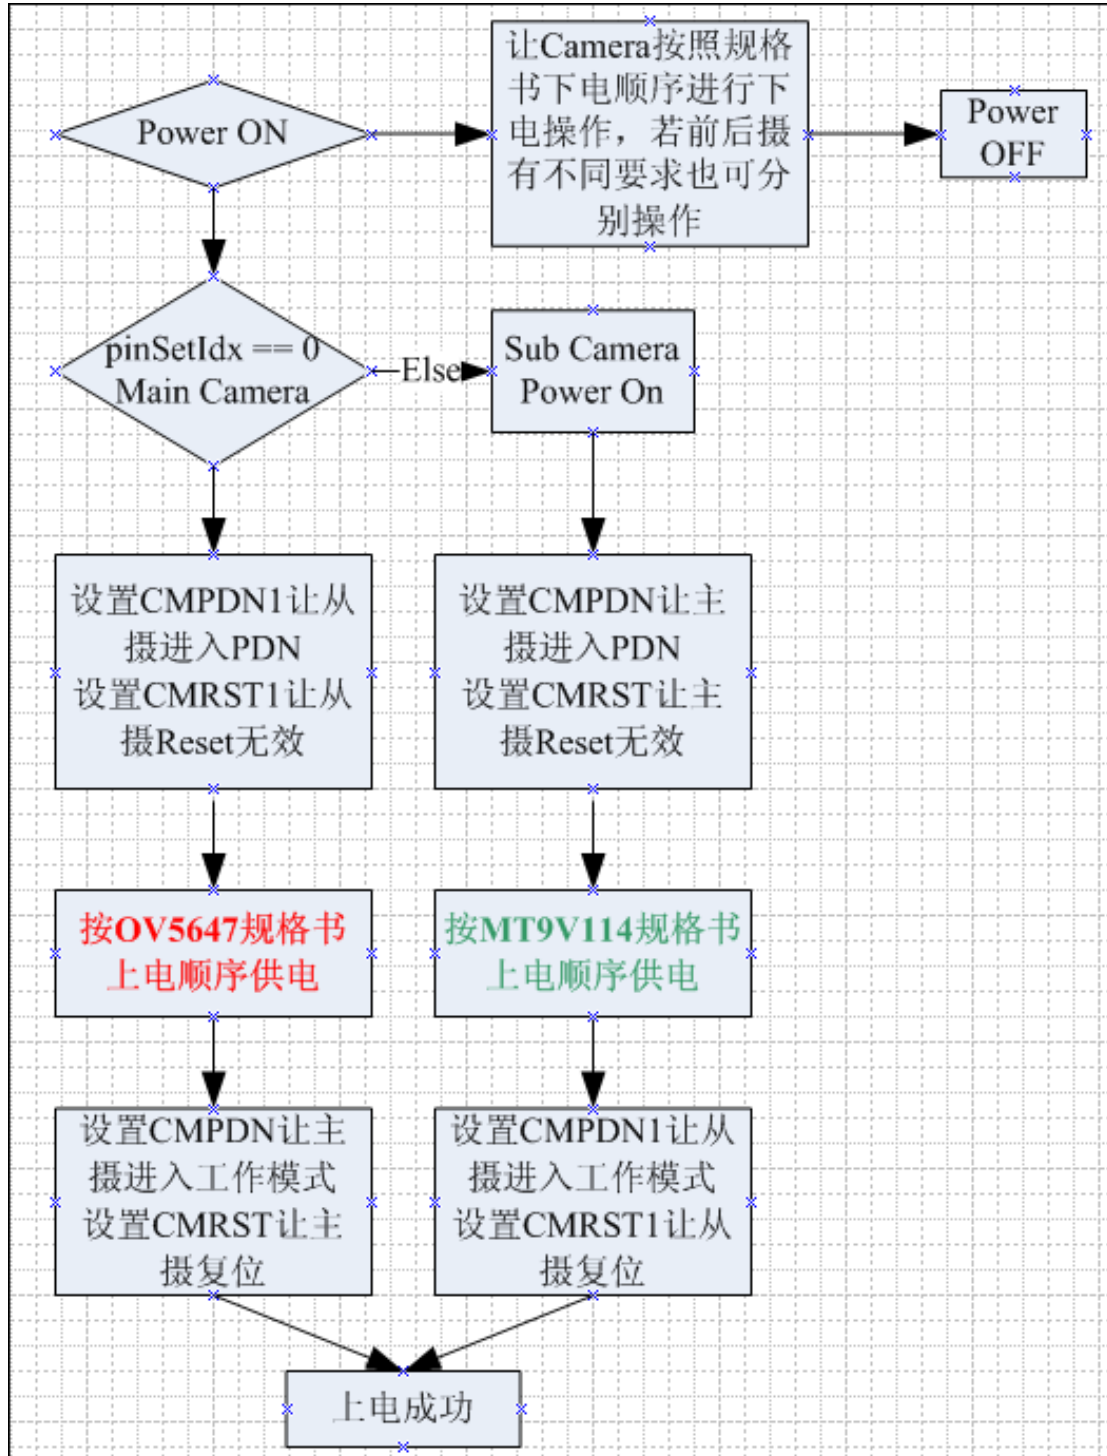 Power ON
让Camera按照规格
书下电顺序进行下
电操作，若前后摄
有不同要求也可分
别操作
Power
OFF
pinSetIdx == 0
Main Camera
Else
Sub Camera
Power On
设置CMPDN1让从
摄进入PDN
设置CMRST1让从
摄Reset无效
设置CMPDN让主
摄进入PDN
设置CMRST让主
摄Reset无效
按OV5647规格书
上电顺序供电
按MT9V114规格书
上电顺序供电
设置CMPDN让主
摄进入工作模式
设置CMRST让主
摄复位
设置CMPDN1让从
摄进入工作模式
设置CMRST1让从
摄复位
上电成功